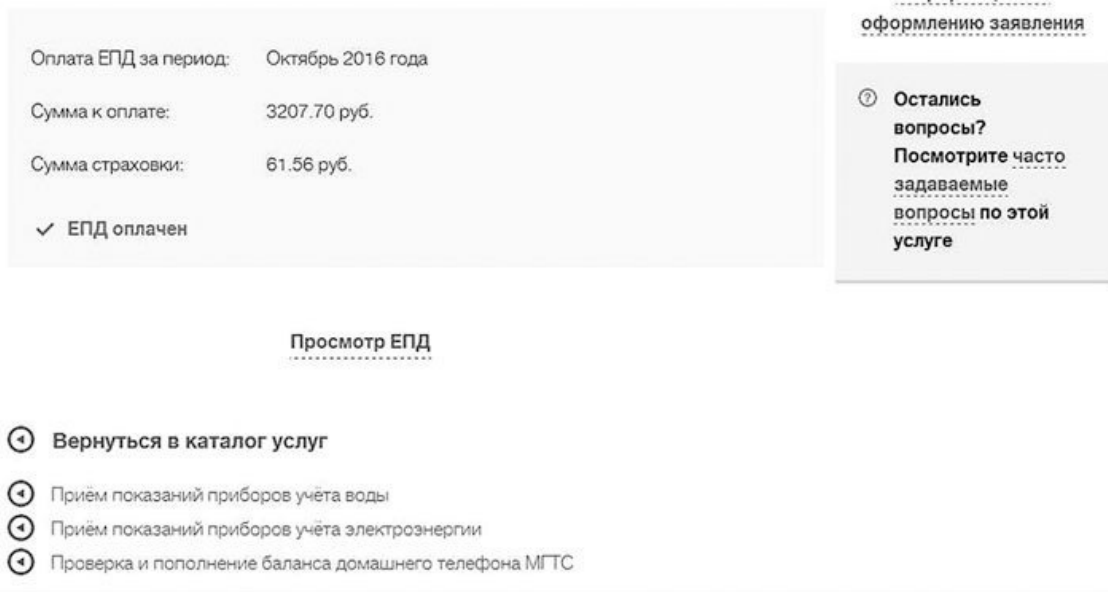 оформлению заявления
Оплата ЕПД за период: Октябрь 2016 года
Сумма к оплате: 3207.70 руб.
Сумма страховки: 61.56 руб.
✓ ЕПД оплачен
? Остались
вопросы?
Посмотрите часто
задаваемые
вопросы по этой
услуге
Просмотр ЕПД
Вернуться в каталог услуг
Приём показаний приборов учёта воды
Приём показаний приборов учёта электроэнергии
Проверка и пополнение баланса домашнего телефона МГТС